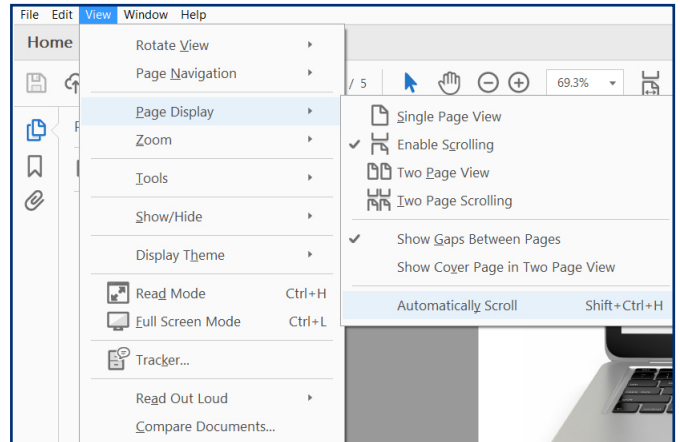 File Edit View Window Help
Home
Rotate View
Page Navigation
/ 5
69.3%
Page Display
Zoom
Tools
Show/Hide
Display Theme
Read Mode Ctrl+H
Full Screen Mode Ctrl+L
Tracker...
Read Out Loud
Compare Documents...
Single Page View
Enable Scrolling
Two Page View
Two Page Scrolling
Show Gaps Between Pages
Show Cover Page in Two Page View
Automatically Scroll Shift+Ctrl+H